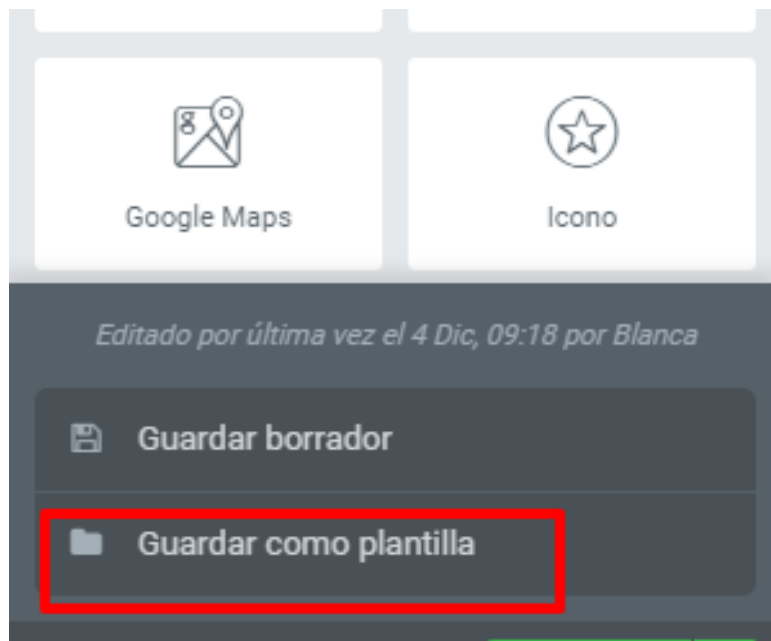 Google Maps
Icono
Editado por última vez el 4 Dic, 09:18 por Blanca
Guardar borrador
Guardar como plantilla